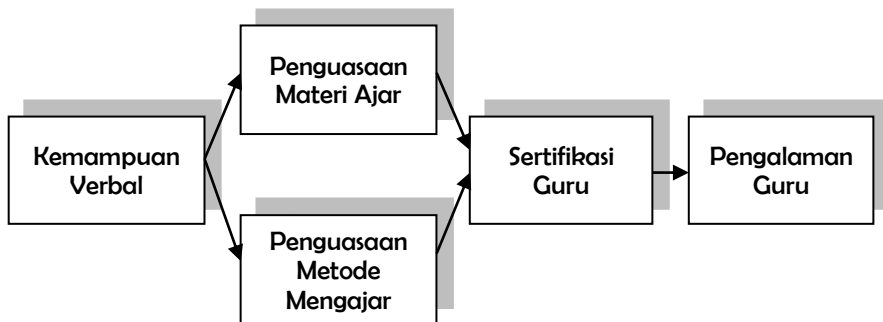 Kemampuan
Verbal
Penguasaan
Materi Ajar
Penguasaan
Metode
Mengajar
Sertifikasi
Guru
Pengalaman
Guru